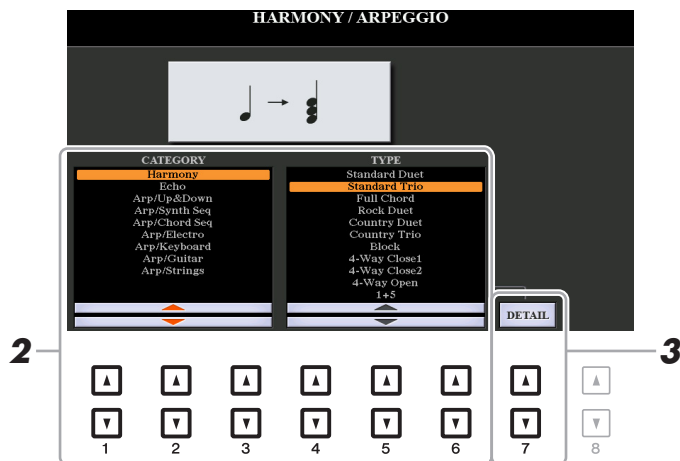 HARMONY / ARPEGGIO
CATEGORY
Harmony
Echo
Arp/Up&Down
Arp/Synth Seq
Arp/Chord Seq
Arp/Electro
Arp/Keyboard
Arp/Guitar
Arp/Strings
TYPE
Standard Duet
Standard Trio
Full Chord
Rock Duet
Country Duet
Country Trio
Block
4-Way Close1
4-Way Close2
4-Way Open
1+5
DETAIL
2
3
1 2 3 4 5 6 7 8